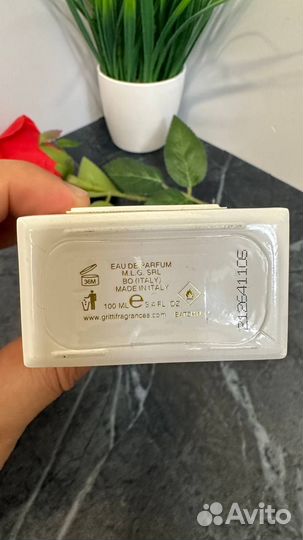 EAU DE PARFUM
M.L.G. SRL
BO (ITALY)
MADE IN ITALY
36M
100 ML e 3.4 FL.OZ
www.grittifragrances.com
Avito